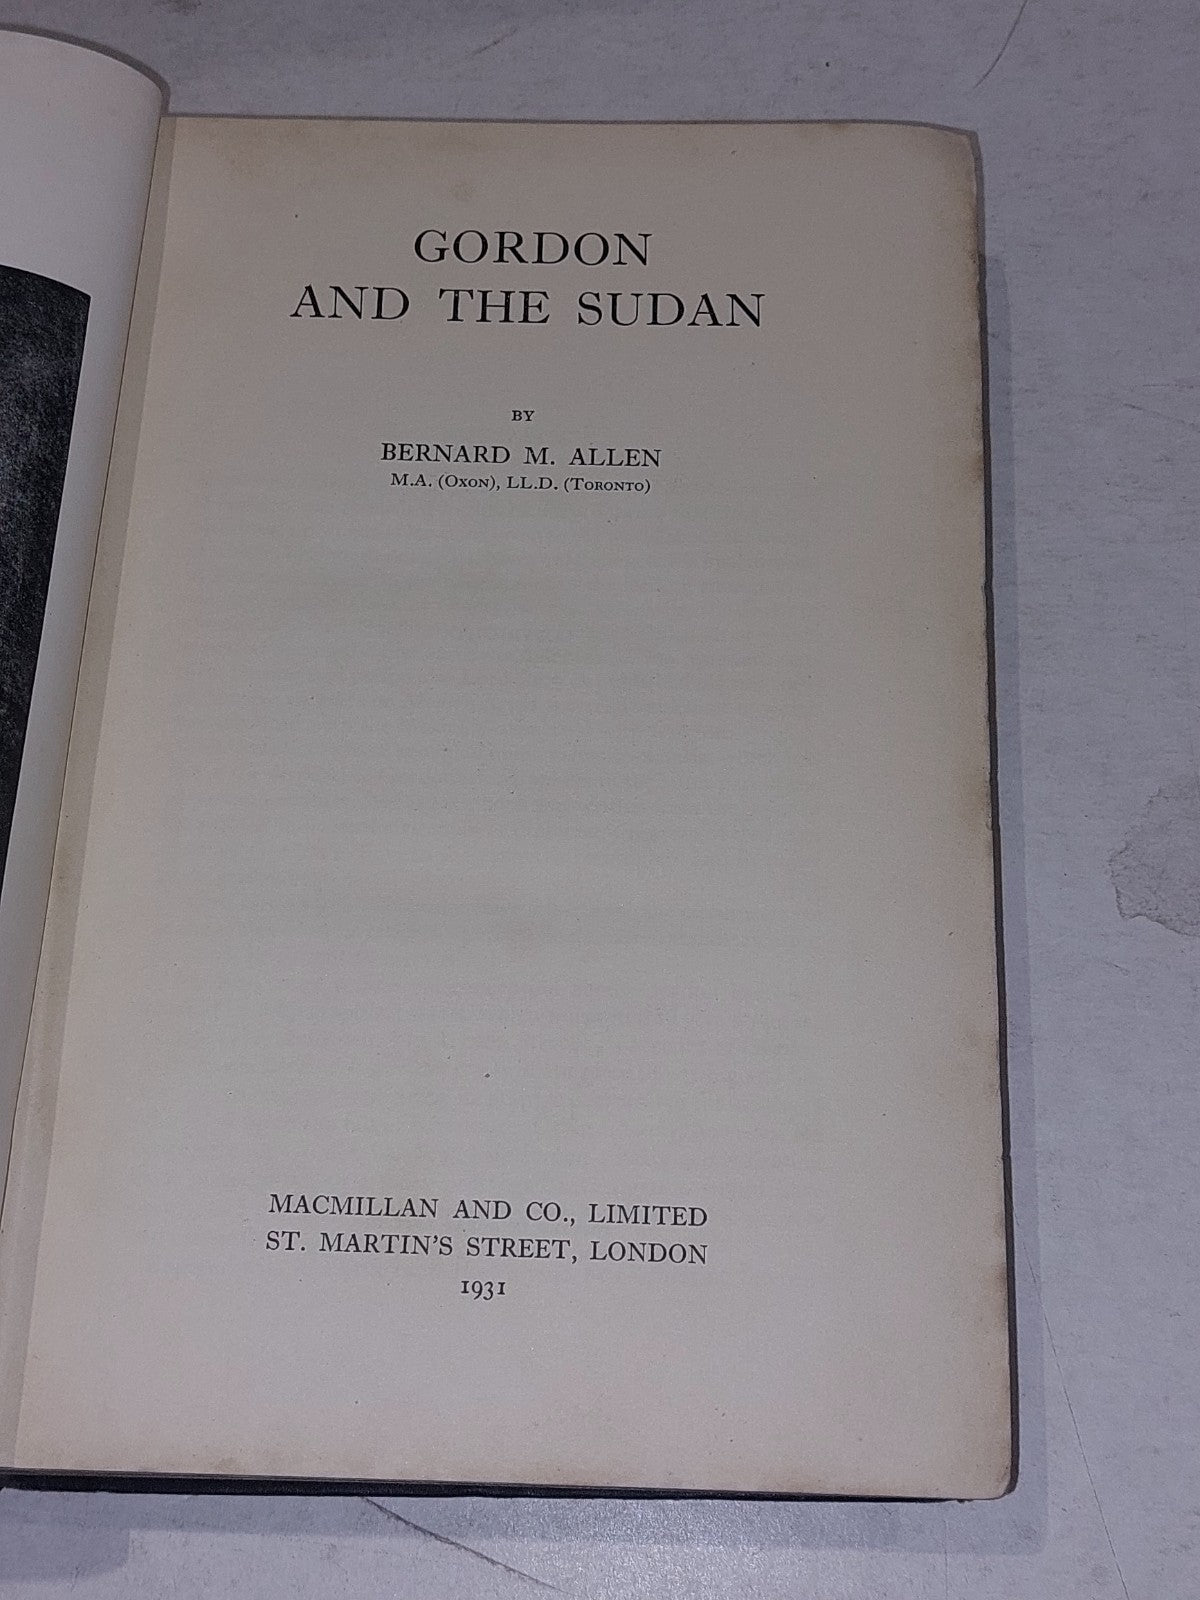 GORDON
AND THE SUDAN
BY
BERNARD M. ALLEN
M.A. (Oxon), LL.D. (Toronto)
MACMILLAN AND CO., LIMITED
ST. MARTIN'S STREET, LONDON
1931